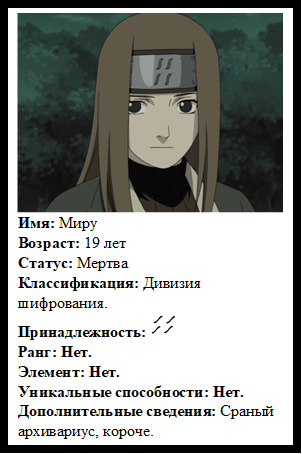 Имя: Миру
Возраст: 19 лет
Статус: Мертва
Классификация: Дивизия
шифрования.
Принадлежность:
Ранг: Нет.
Элемент: Нет.
Уникальные способности: Нет.
Дополнительные сведения: Сраный
архивариус, короче.